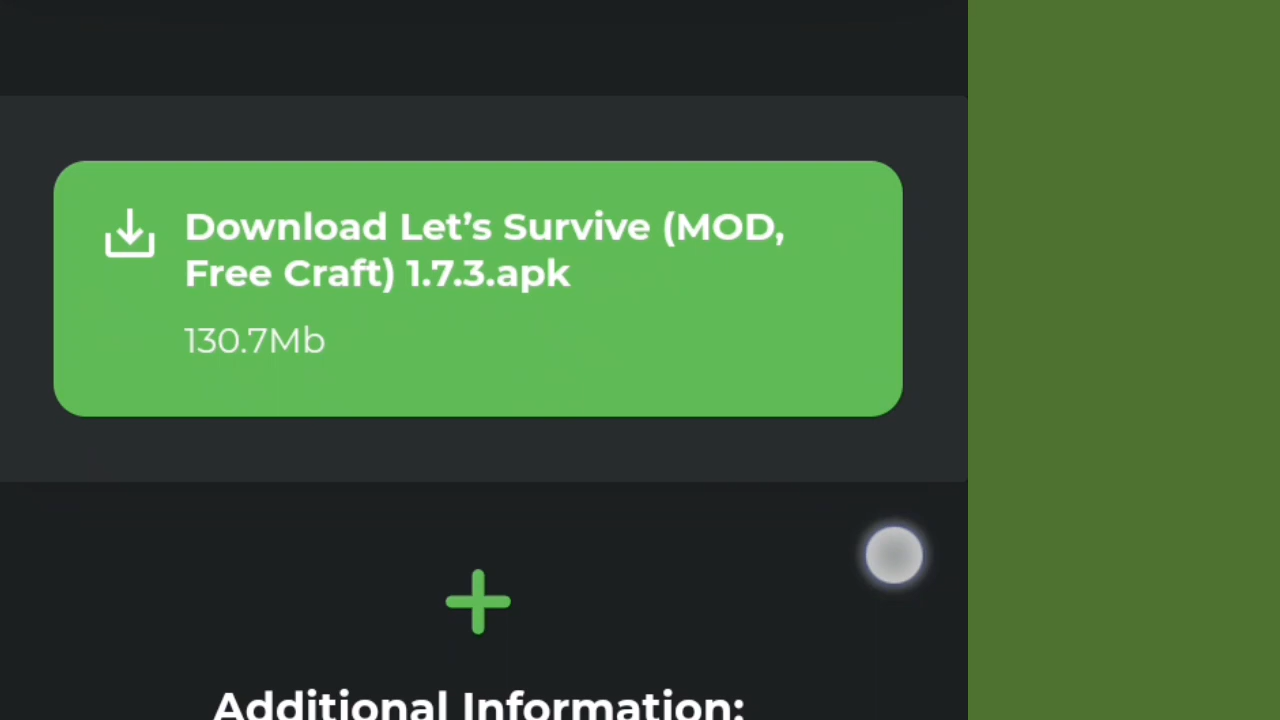 Download Let’s Survive (MOD,
Free Craft) 1.7.3.apk
130.7Mb
Additional Information: